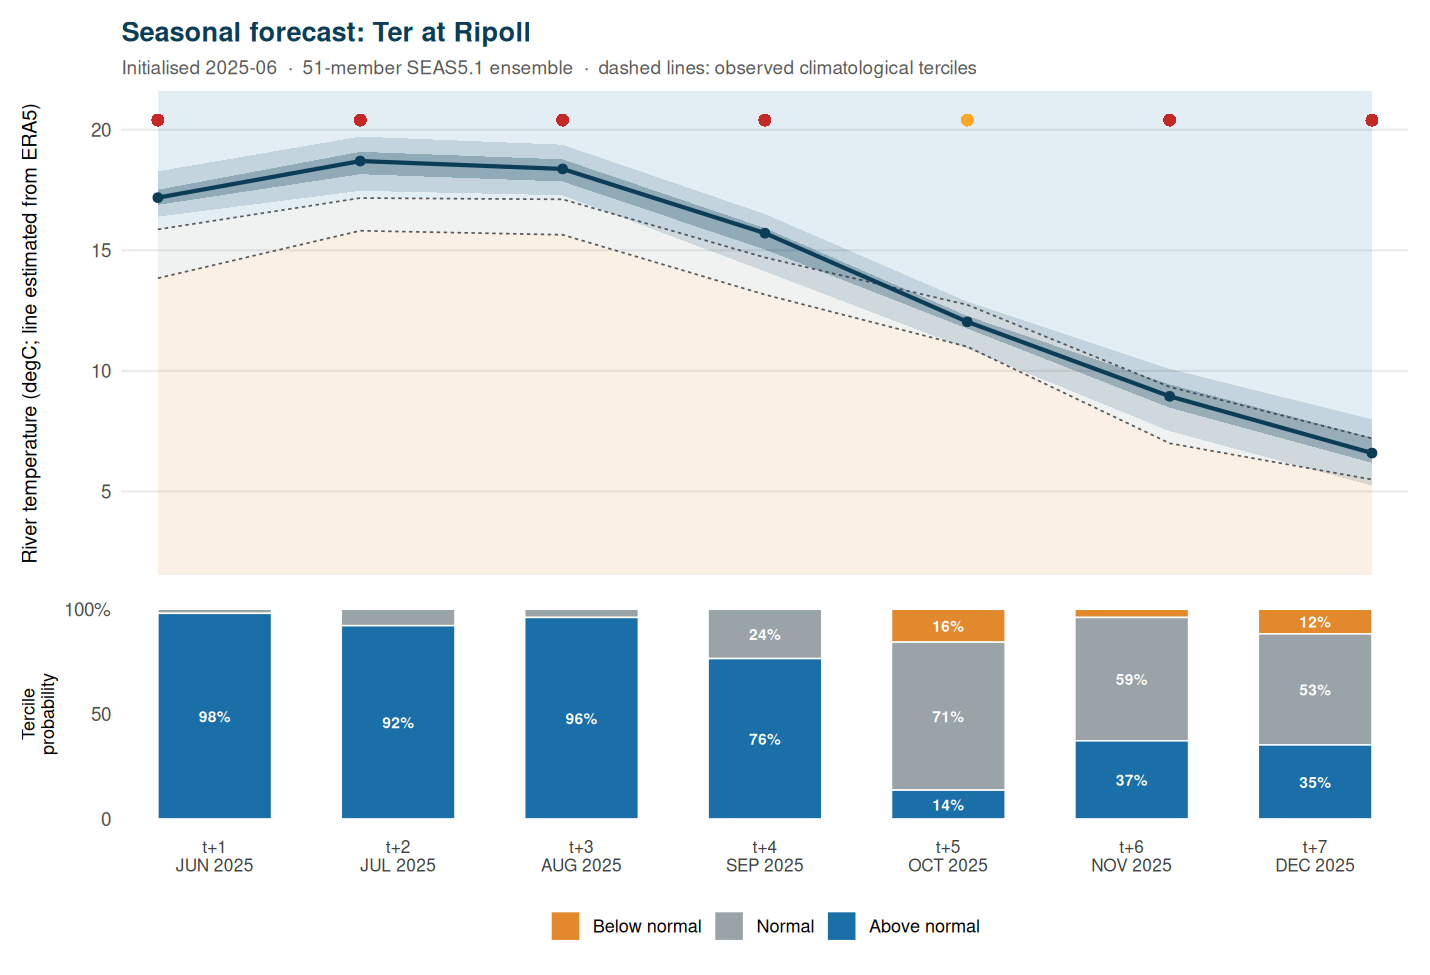 Seasonal forecast: Ter at Ripoll
Initialised 2025-06 · 51-member SEAS5.1 ensemble · dashed lines: observed climatological terciles
River temperature (degC; line estimated from ERA5)
20
15
10
5
Tercile
probability
100%
50
0
98%
92%
96%
24%
76%
16%
71%
14%
59%
37%
12%
53%
35%
t+1
JUN 2025
t+2
JUL 2025
t+3
AUG 2025
t+4
SEP 2025
t+5
OCT 2025
t+6
NOV 2025
t+7
DEC 2025
Below normal
Normal
Above normal